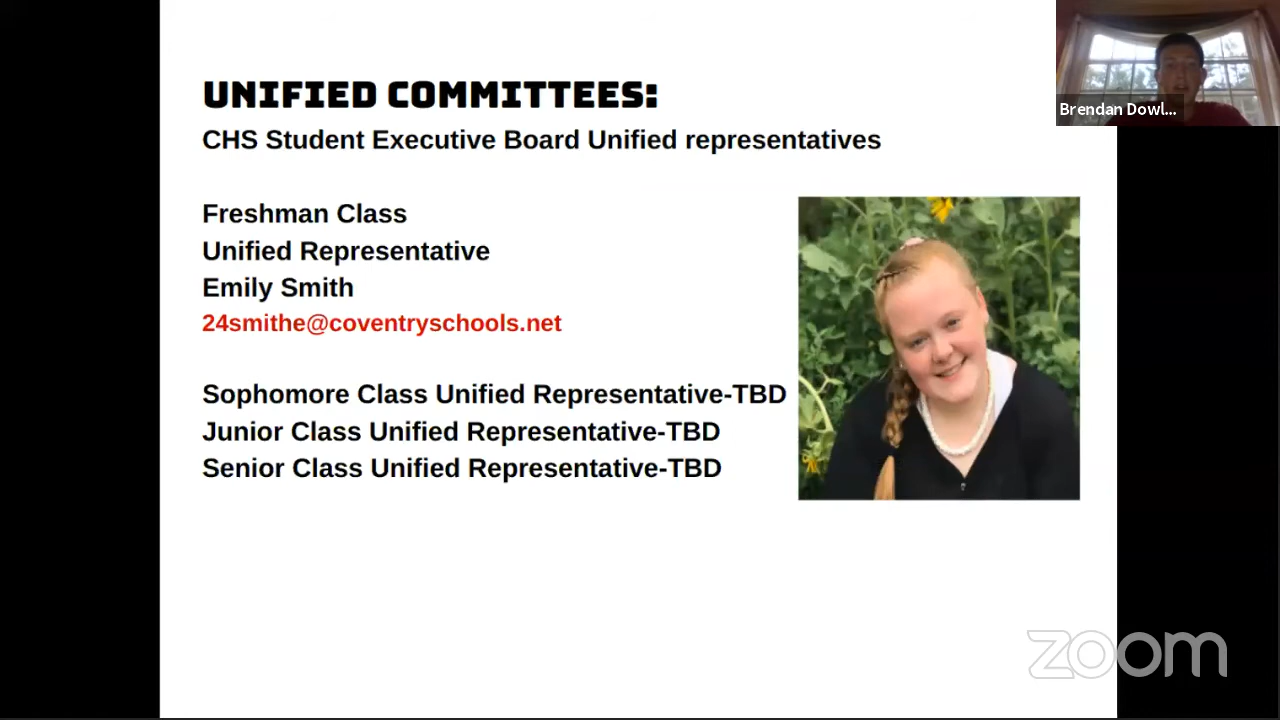 UNIFIED COMMITTEES:
CHS Student Executive Board Unified representatives
Freshman Class
Unified Representative
Emily Smith
24smithe@coventryschools.net
Sophomore Class Unified Representative-TBD
Junior Class Unified Representative-TBD
Senior Class Unified Representative-TBD
Brendan Dowl...
zoom